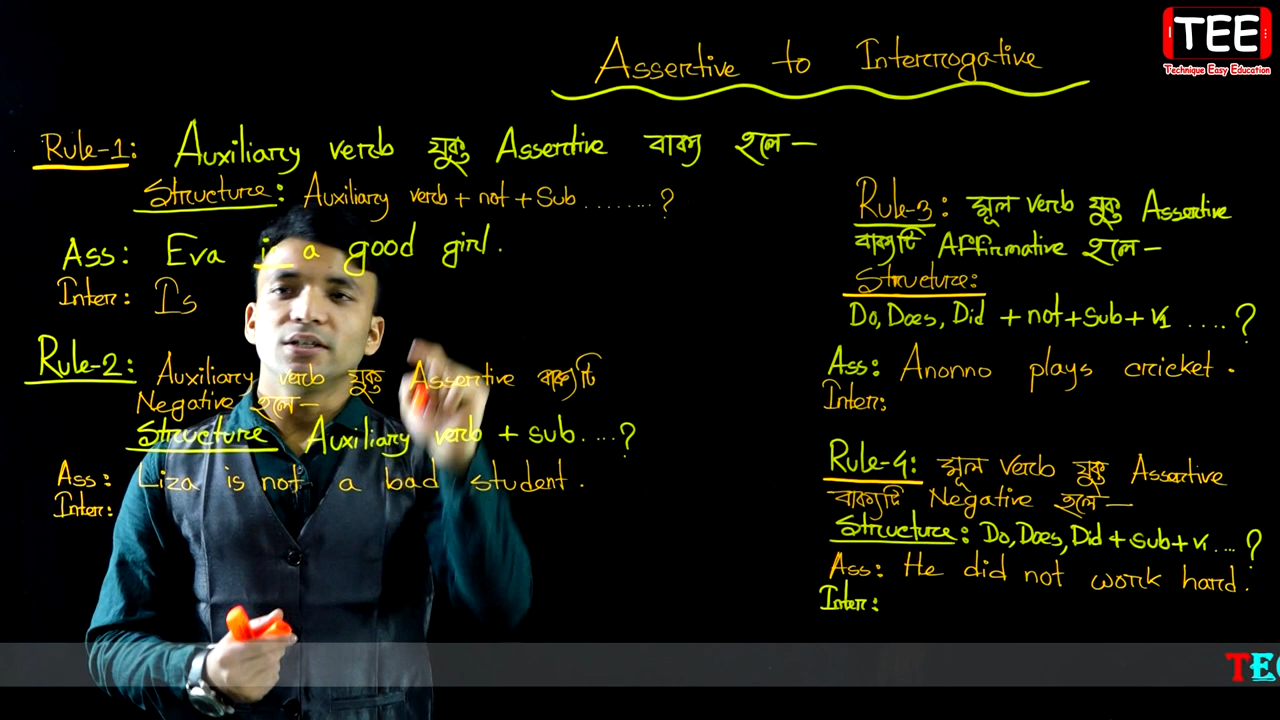 TEE
Technique Easy Education
Assertive to Interrogative
Rule-1: Auxiliary verb যুক্ত Assertive বাক্য হলে—
Structure: Auxiliary verb + not + Sub ........?
Ass: Eva is a good girl.
Inter: Is
Rule-2: Auxiliary verb যুক্ত Assertive বাক্যটি
Negative হলে—
Structure Auxiliary verb + sub....?
Ass: Liza is not a bad student.
Inter:
Rule-3: মূল verb যুক্ত Assertive
বাক্যটি Affirmative হলে—
Structure:
Do, Does, Did + not + Sub + V1 ....?
Ass: Anonno plays cricket.
Inter:
Rule-4: মূল verb যুক্ত Assertive
বাক্যটি Negative হলে—
Structure: Do, Does, Did + sub + V1 ....?
Ass: He did not work hard.
Inter: